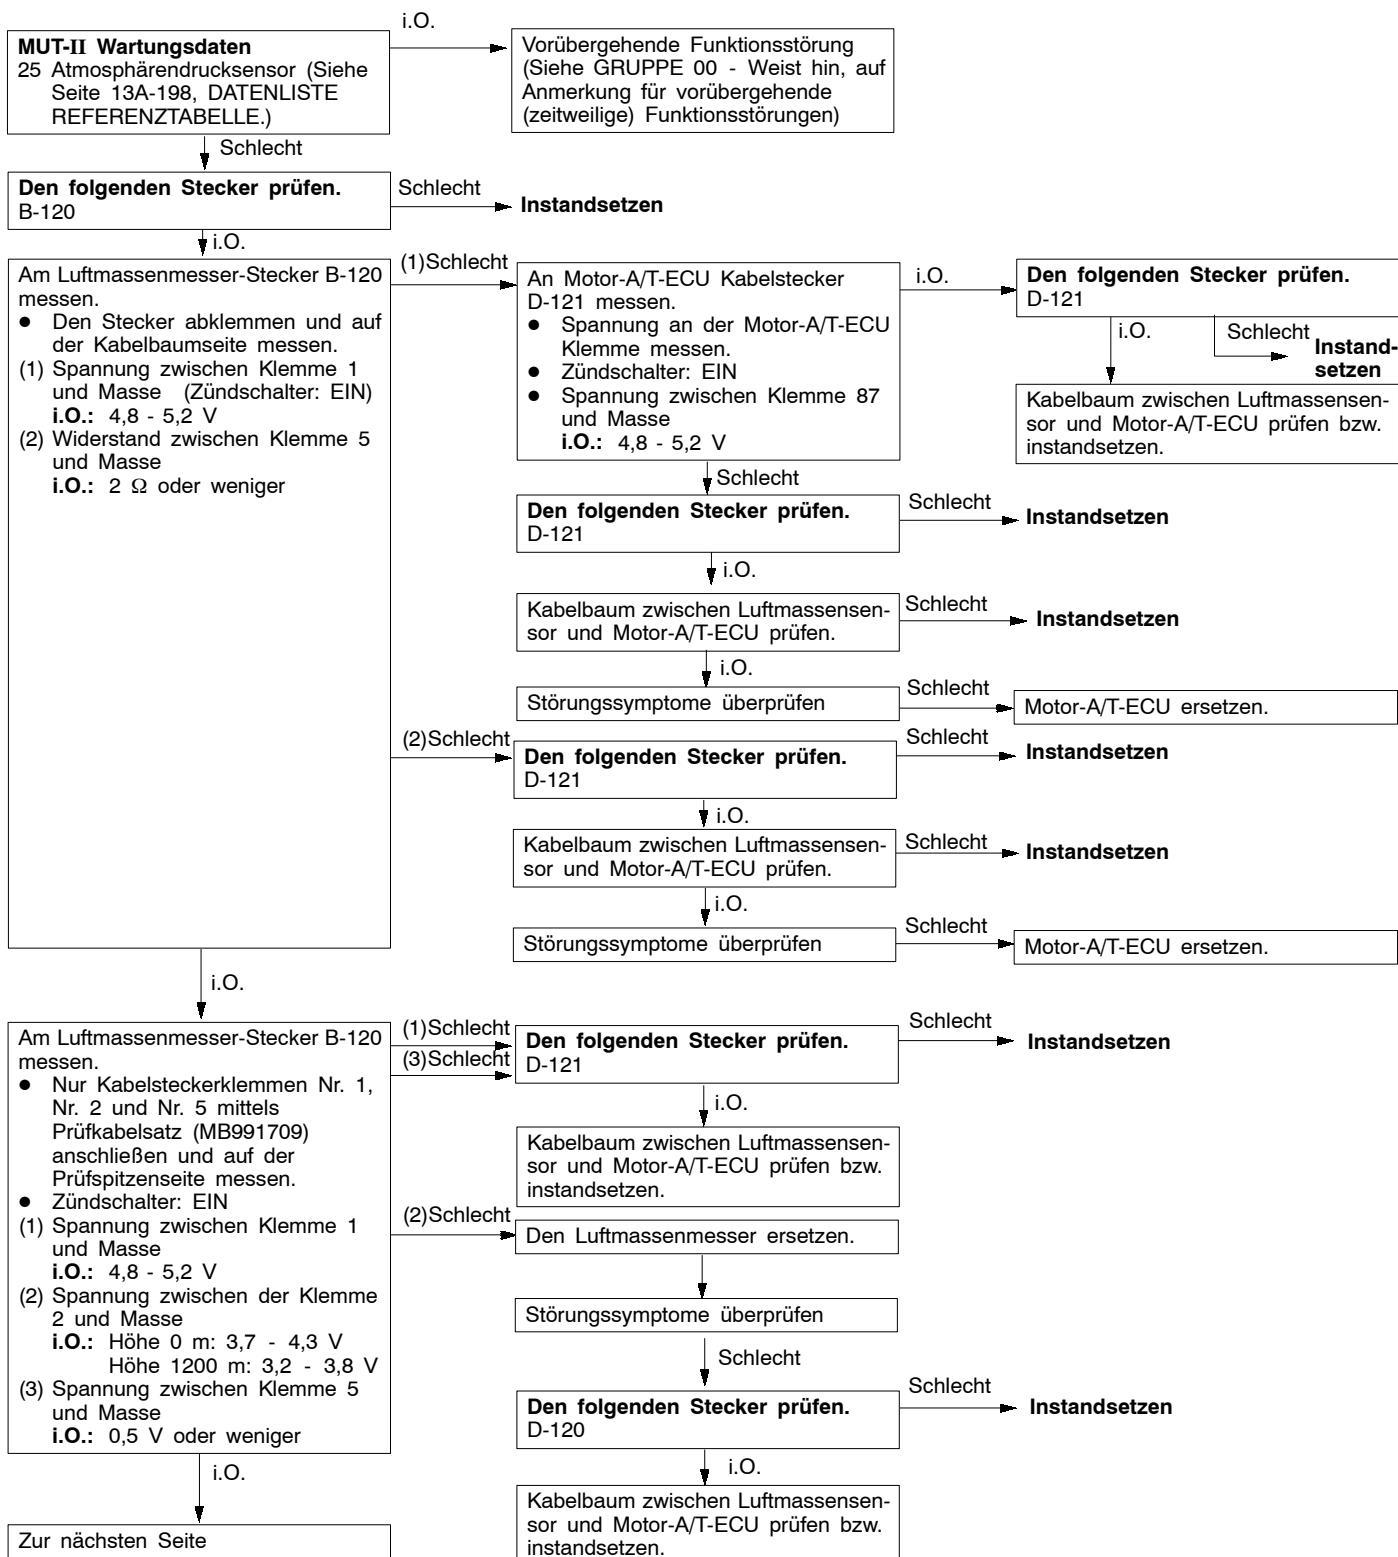 MUT-II Wartungsdaten
25 Atmosphärendrucksensor (Siehe
Seite 13A-198, DATENLISTE
REFERENZTABELLE.)
i.O.
Vorübergehende Funktionsstörung
(Siehe GRUPPE 00 - Weist hin, auf
Anmerkung für vorübergehende
(zeitweilige) Funktionsstörungen)
Schlecht
Den folgenden Stecker prüfen.
B-120
Schlecht
Instandsetzen
i.O.
Am Luftmassenmesser-Stecker B-120
messen.
● Den Stecker abklemmen und auf
der Kabelbaumseite messen.
(1) Spannung zwischen Klemme 1
und Masse (Zündschalter: EIN)
i.O.: 4,8 - 5,2 V
(2) Widerstand zwischen Klemme 5
und Masse
i.O.: 2 Ω oder weniger
(1)Schlecht
An Motor-A/T-ECU Kabelstecker
D-121 messen.
● Spannung an der Motor-A/T-ECU
Klemme messen.
● Zündschalter: EIN
● Spannung zwischen Klemme 87
und Masse
i.O.: 4,8 - 5,2 V
i.O.
Den folgenden Stecker prüfen.
D-121
i.O.
Schlecht
Instand-
setzen
Kabelbaum zwischen Luftmassensen-
sor und Motor-A/T-ECU prüfen bzw.
instandsetzen.
Schlecht
Den folgenden Stecker prüfen.
D-121
Schlecht
Instandsetzen
i.O.
Kabelbaum zwischen Luftmassensen-
sor und Motor-A/T-ECU prüfen.
Schlecht
Instandsetzen
i.O.
Störungssymptome überprüfen
Schlecht
Motor-A/T-ECU ersetzen.
(2)Schlecht
Den folgenden Stecker prüfen.
D-121
Schlecht
Instandsetzen
i.O.
Kabelbaum zwischen Luftmassensen-
sor und Motor-A/T-ECU prüfen.
Schlecht
Instandsetzen
i.O.
Störungssymptome überprüfen
Schlecht
Motor-A/T-ECU ersetzen.
i.O.
Am Luftmassenmesser-Stecker B-120
messen.
● Nur Kabelsteckerklemmen Nr. 1,
Nr. 2 und Nr. 5 mittels
Prüfkabelsatz (MB991709)
anschließen und auf der
Prüfspitzenseite messen.
● Zündschalter: EIN
(1) Spannung zwischen Klemme 1
und Masse
i.O.: 4,8 - 5,2 V
(2) Spannung zwischen der Klemme
2 und Masse
i.O.: Höhe 0 m: 3,7 - 4,3 V
Höhe 1200 m: 3,2 - 3,8 V
(3) Spannung zwischen Klemme 5
und Masse
i.O.: 0,5 V oder weniger
(1)Schlecht
(3)Schlecht
Den folgenden Stecker prüfen.
D-121
Schlecht
Instandsetzen
i.O.
Kabelbaum zwischen Luftmassensen-
sor und Motor-A/T-ECU prüfen bzw.
instandsetzen.
(2)Schlecht
Den Luftmassenmesser ersetzen.
Störungssymptome überprüfen
Schlecht
Den folgenden Stecker prüfen.
D-120
Schlecht
Instandsetzen
i.O.
Kabelbaum zwischen Luftmassensen-
sor und Motor-A/T-ECU prüfen bzw.
instandsetzen.
i.O.
Zur nächsten Seite